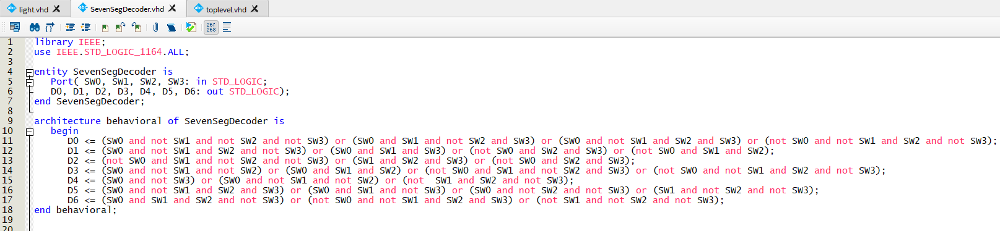 light.vhd SevenSegDecoder.vhd toplevel.vhd
267
268
1 library IEEE;
2 use IEEE.STD_LOGIC_1164.ALL;
3
4 entity SevenSegDecoder is
5 Port( SW0, SW1, SW2, SW3: in STD_LOGIC;
6 D0, D1, D2, D3, D4, D5, D6: out STD_LOGIC);
7 end SevenSegDecoder;
8
9 architecture behavioral of SevenSegDecoder is
10 begin
11 D0 <= (SW0 and not SW1 and not SW2 and not SW3) or (SW0 and SW1 and not SW2 and SW3) or (SW0 and not SW1 and SW2 and SW3) or (not SW0 and not SW1 and SW2 and not SW3);
12 D1 <= (SW0 and not SW1 and SW2 and not SW3) or (SW0 and SW1 and SW3) or (not SW0 and SW2 and SW3) or (not SW0 and SW1 and SW2);
13 D2 <= (not SW0 and SW1 and not SW2 and not SW3) or (SW1 and SW2 and SW3) or (not SW0 and SW2 and SW3);
14 D3 <= (SW0 and not SW1 and not SW2) or (SW0 and SW1 and SW2) or (not SW0 and SW1 and not SW2 and SW3) or (not SW0 and not SW1 and SW2 and not SW3);
15 D4 <= (SW0 and not SW3) or (SW0 and not SW1 and not SW2) or (not  SW1 and SW2 and not SW3);
16 D5 <= (SW0 and not SW1 and SW2 and SW3) or (SW0 and SW1 and not SW3) or (SW0 and not SW2 and not SW3) or (SW1 and not SW2 and not SW3);
17 D6 <= (SW0 and SW1 and SW2 and not SW3) or (not SW0 and not SW1 and SW2 and SW3) or (not SW1 and not SW2 and not SW3);
18 end behavioral;
19
20